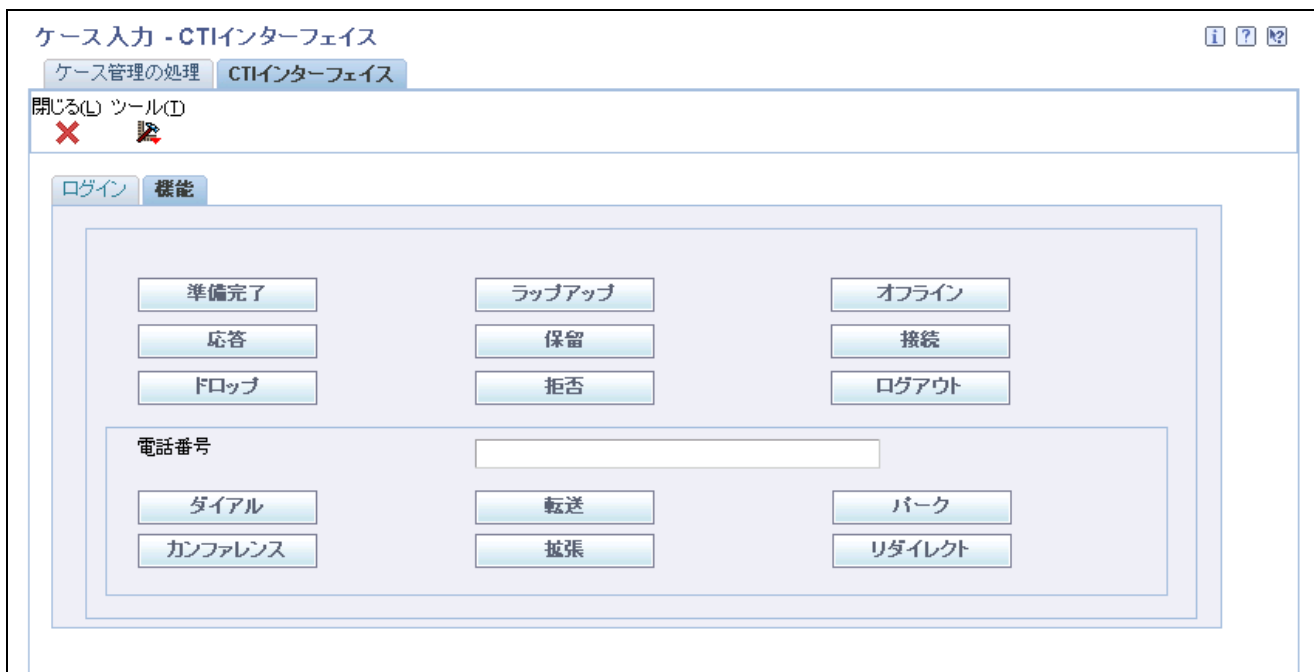 ケース入力 - CTIインターフェイス
ケース管理の処理 CTIインターフェイス
閉じる(L) ツール(T)
ログイン 機能
準備完了 ラップアップ オフライン
応答 保留 接続
ドロップ 拒否 ログアウト
電話番号
ダイアル 転送 パーク
カンファレンス 拡張 リダイレクト